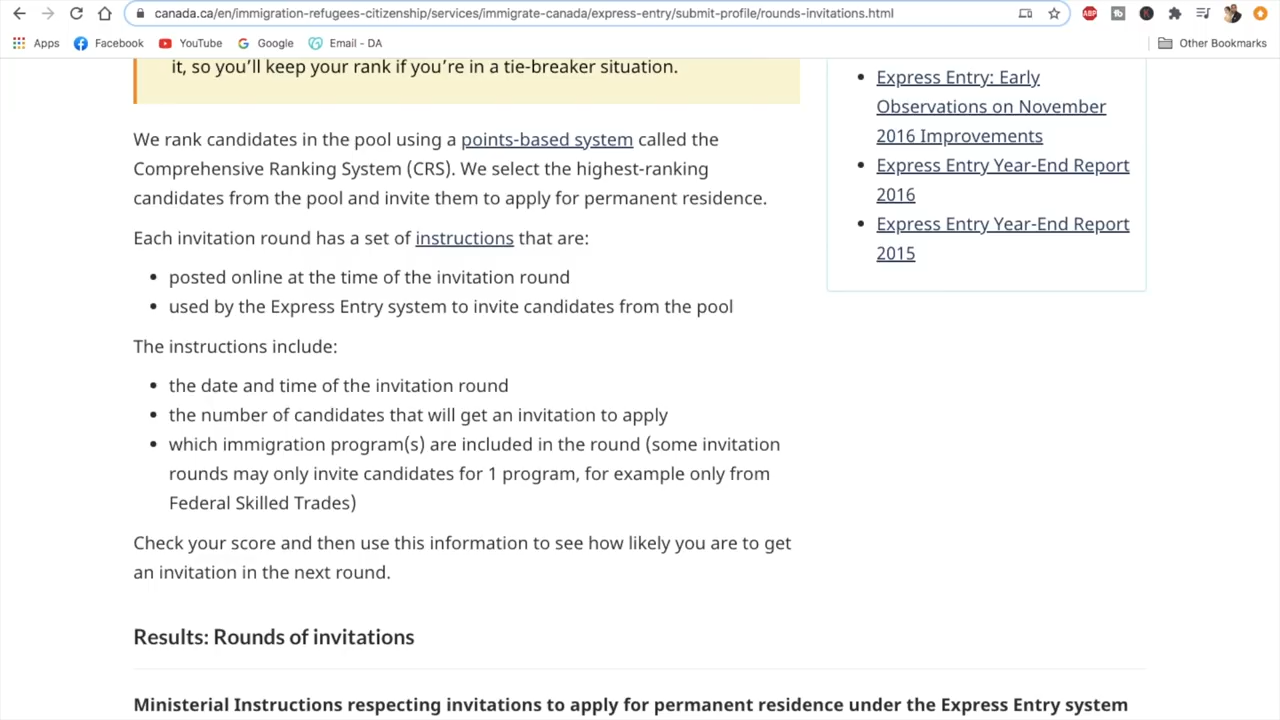 canada.ca/en/immigration-refugees-citizenship/services/immigrate-canada/express-entry/submit-profile/rounds-invitations.html
ABP
tb
K
Apps Facebook YouTube Google Email - DA Other Bookmarks
it, so you’ll keep your rank if you’re in a tie-breaker situation.
We rank candidates in the pool using a points-based system called the
Comprehensive Ranking System (CRS). We select the highest-ranking
candidates from the pool and invite them to apply for permanent residence.
Each invitation round has a set of instructions that are:
posted online at the time of the invitation round
used by the Express Entry system to invite candidates from the pool
The instructions include:
the date and time of the invitation round
the number of candidates that will get an invitation to apply
which immigration program(s) are included in the round (some invitation
rounds may only invite candidates for 1 program, for example only from
Federal Skilled Trades)
Check your score and then use this information to see how likely you are to get
an invitation in the next round.
Express Entry: Early
Observations on November
2016 Improvements
Express Entry Year-End Report
2016
Express Entry Year-End Report
2015
Results: Rounds of invitations
Ministerial Instructions respecting invitations to apply for permanent residence under the Express Entry system